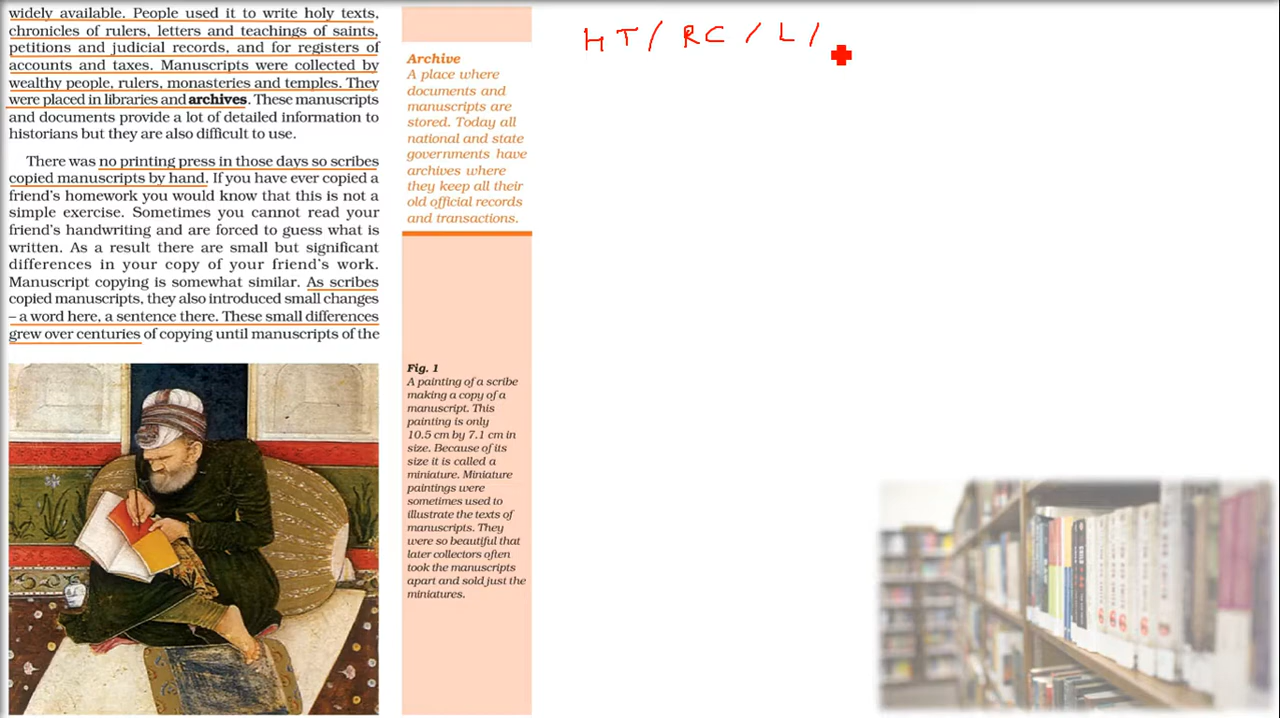 widely available. People used it to write holy texts,
chronicles of rulers, letters and teachings of saints,
petitions and judicial records, and for registers of
accounts and taxes. Manuscripts were collected by
wealthy people, rulers, monasteries and temples. They
were placed in libraries and archives. These manuscripts
and documents provide a lot of detailed information to
historians but they are also difficult to use.
There was no printing press in those days so scribes
copied manuscripts by hand. If you have ever copied a
friend's homework you would know that this is not a
simple exercise. Sometimes you cannot read your
friend's handwriting and are forced to guess what is
written. As a result there are small but significant
differences in your copy of your friend's work.
Manuscript copying is somewhat similar. As scribes
copied manuscripts, they also introduced small changes
– a word here, a sentence there. These small differences
grew over centuries of copying until manuscripts of the
Archive
A place where
documents and
manuscripts are
stored. Today all
national and state
governments have
archives where
they keep all their
old official records
and transactions.
Fig. 1
A painting of a scribe
making a copy of a
manuscript. This
painting is only
10.5 cm by 7.1 cm in
size. Because of its
size it is called a
miniature. Miniature
paintings were
sometimes used to
illustrate the texts of
manuscripts. They
were so beautiful that
later collectors often
took the manuscripts
apart and sold just the
miniatures.
HT/ RC / L /